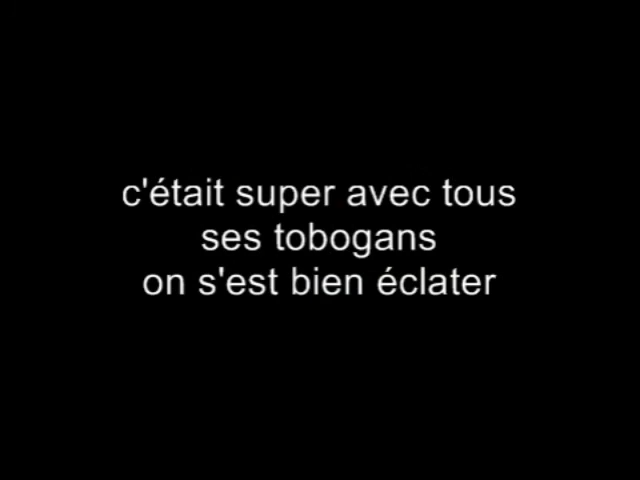 c'était super avec tous
ses tobogans
on s'est bien éclater